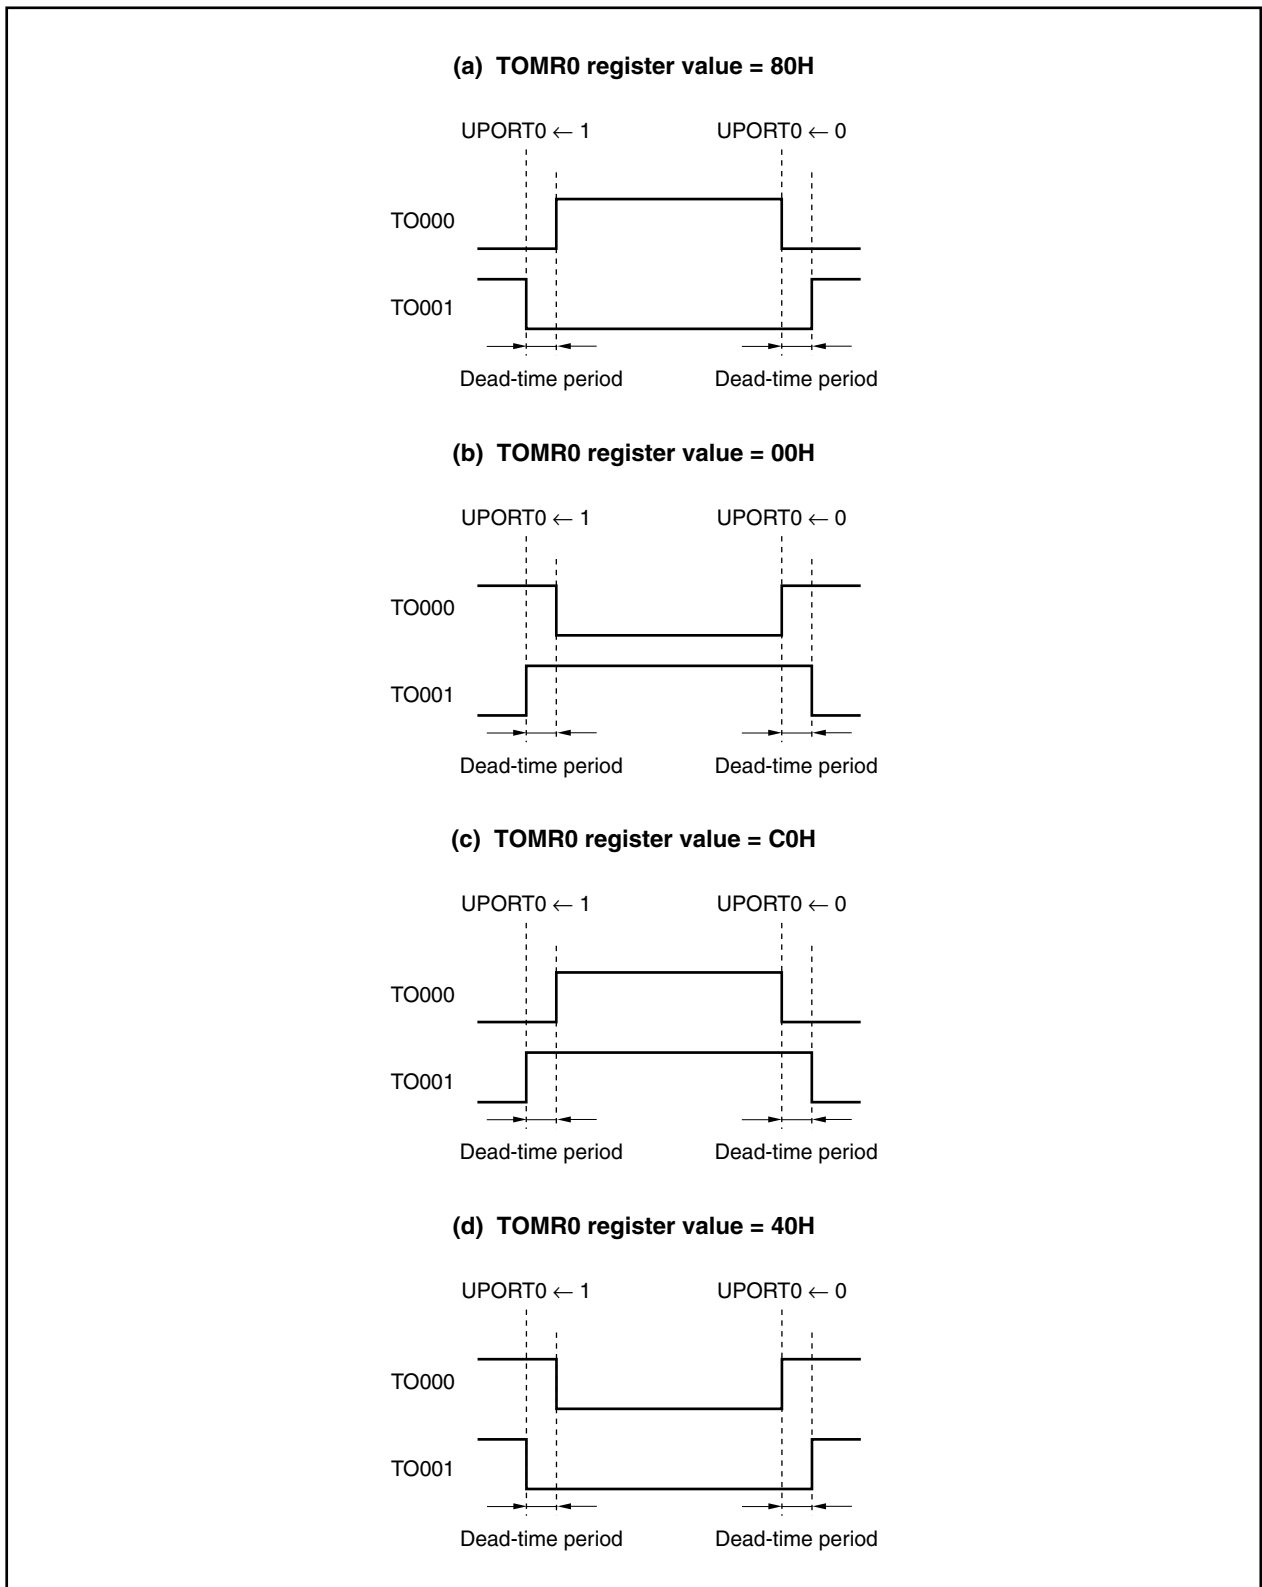 (a) TOMR0 register value = 80H
UPORT0 ← 1 UPORT0 ← 0
TO000
TO001
Dead-time period Dead-time period
(b) TOMR0 register value = 00H
UPORT0 ← 1 UPORT0 ← 0
TO000
TO001
Dead-time period Dead-time period
(c) TOMR0 register value = C0H
UPORT0 ← 1 UPORT0 ← 0
TO000
TO001
Dead-time period Dead-time period
(d) TOMR0 register value = 40H
UPORT0 ← 1 UPORT0 ← 0
TO000
TO001
Dead-time period Dead-time period